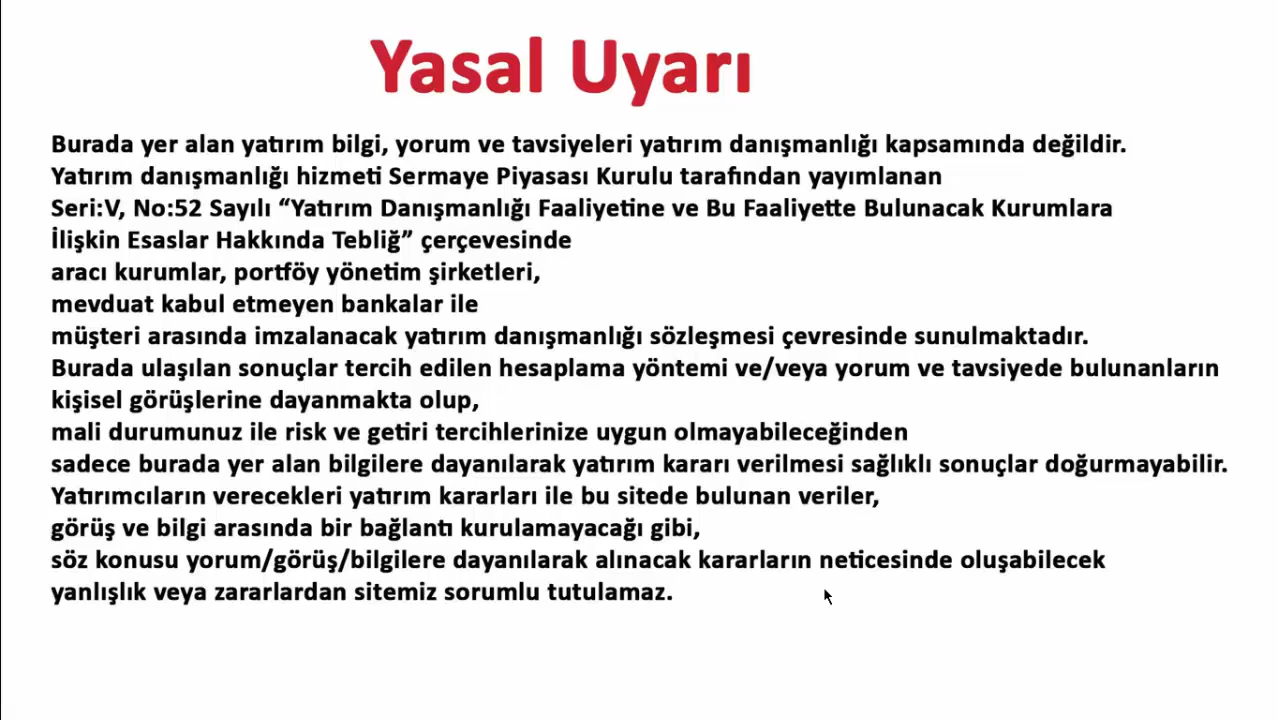 Yasal Uyarı
Burada yer alan yatırım bilgi, yorum ve tavsiyeleri yatırım danışmanlığı kapsamında değildir.
Yatırım danışmanlığı hizmeti Sermaye Piyasası Kurulu tarafından yayımlanan
Seri:V, No:52 Sayılı “Yatırım Danışmanlığı Faaliyetine ve Bu Faaliyette Bulunacak Kurumlara
İlişkin Esaslar Hakkında Tebliğ” çerçevesinde
aracı kurumlar, portföy yönetim şirketleri,
mevduat kabul etmeyen bankalar ile
müşteri arasında imzalanacak yatırım danışmanlığı sözleşmesi çevresinde sunulmaktadır.
Burada ulaşılan sonuçlar tercih edilen hesaplama yöntemi ve/veya yorum ve tavsiyede bulunanların
kişisel görüşlerine dayanmakta olup,
mali durumunuz ile risk ve getiri tercihlerinize uygun olmayabileceğinden
sadece burada yer alan bilgilere dayanılarak yatırım kararı verilmesi sağlıklı sonuçlar doğurmayabilir.
Yatırımcıların verecekleri yatırım kararları ile bu sitede bulunan veriler,
görüş ve bilgi arasında bir bağlantı kurulamayacağı gibi,
söz konusu yorum/görüş/bilgilere dayanılarak alınacak kararların neticesinde oluşabilecek
yanlışlık veya zararlardan sitemiz sorumlu tutulamaz.